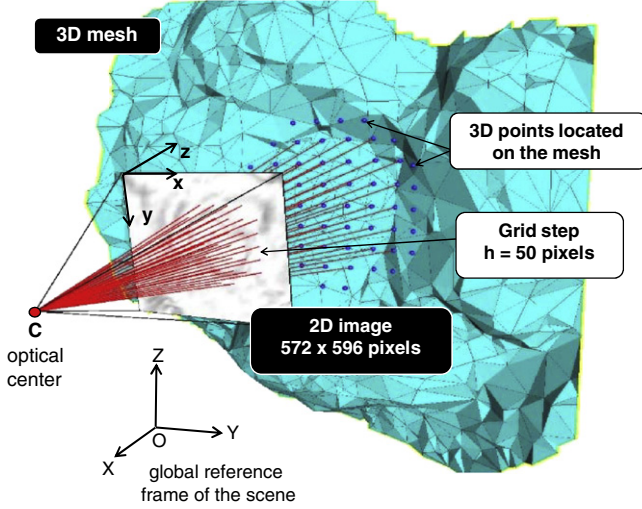 3D mesh
3D points located
on the mesh
z
x
y
Grid step
h = 50 pixels
C
optical
center
2D image
572 x 596 pixels
Z
O
Y
X
global reference
frame of the scene